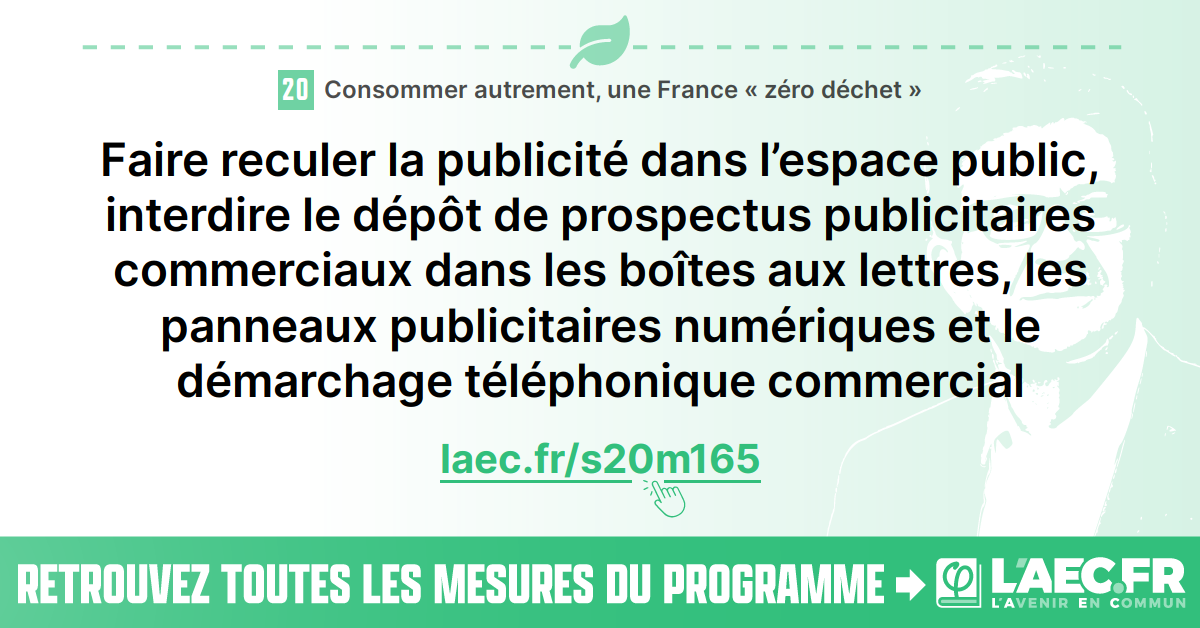 20 Consommer autrement, une France « zéro déchet »
Faire reculer la publicité dans l’espace public,
interdire le dépôt de prospectus publicitaires
commerciaux dans les boîtes aux lettres, les
panneaux publicitaires numériques et le
démarchage téléphonique commercial
laec.fr/s20m165
RETROUVEZ TOUTES LES MESURES DU PROGRAMME
L'AEC.FR
L'AVENIR EN COMMUN